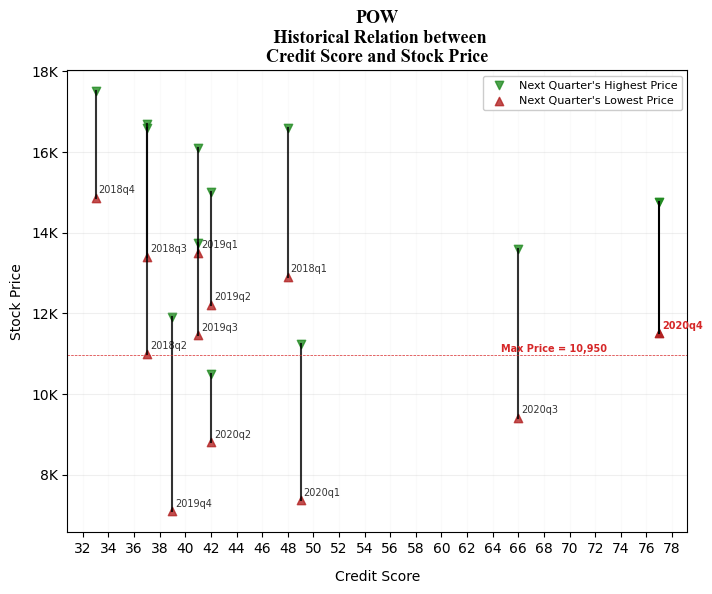 POW
Historical Relation between
Credit Score and Stock Price
18K
Next Quarter's Highest Price
Next Quarter's Lowest Price
16K
2018q4
14K
2018q3
2019q1
2018q1
2019q2
12K
2019q3
2020q4
2018q2
Max Price = 10,950
10K
2020q3
2020q2
8K
2020q1
2019q4
Stock Price
32 34 36 38 40 42 44 46 48 50 52 54 56 58 60 62 64 66 68 70 72 74 76 78
Credit Score